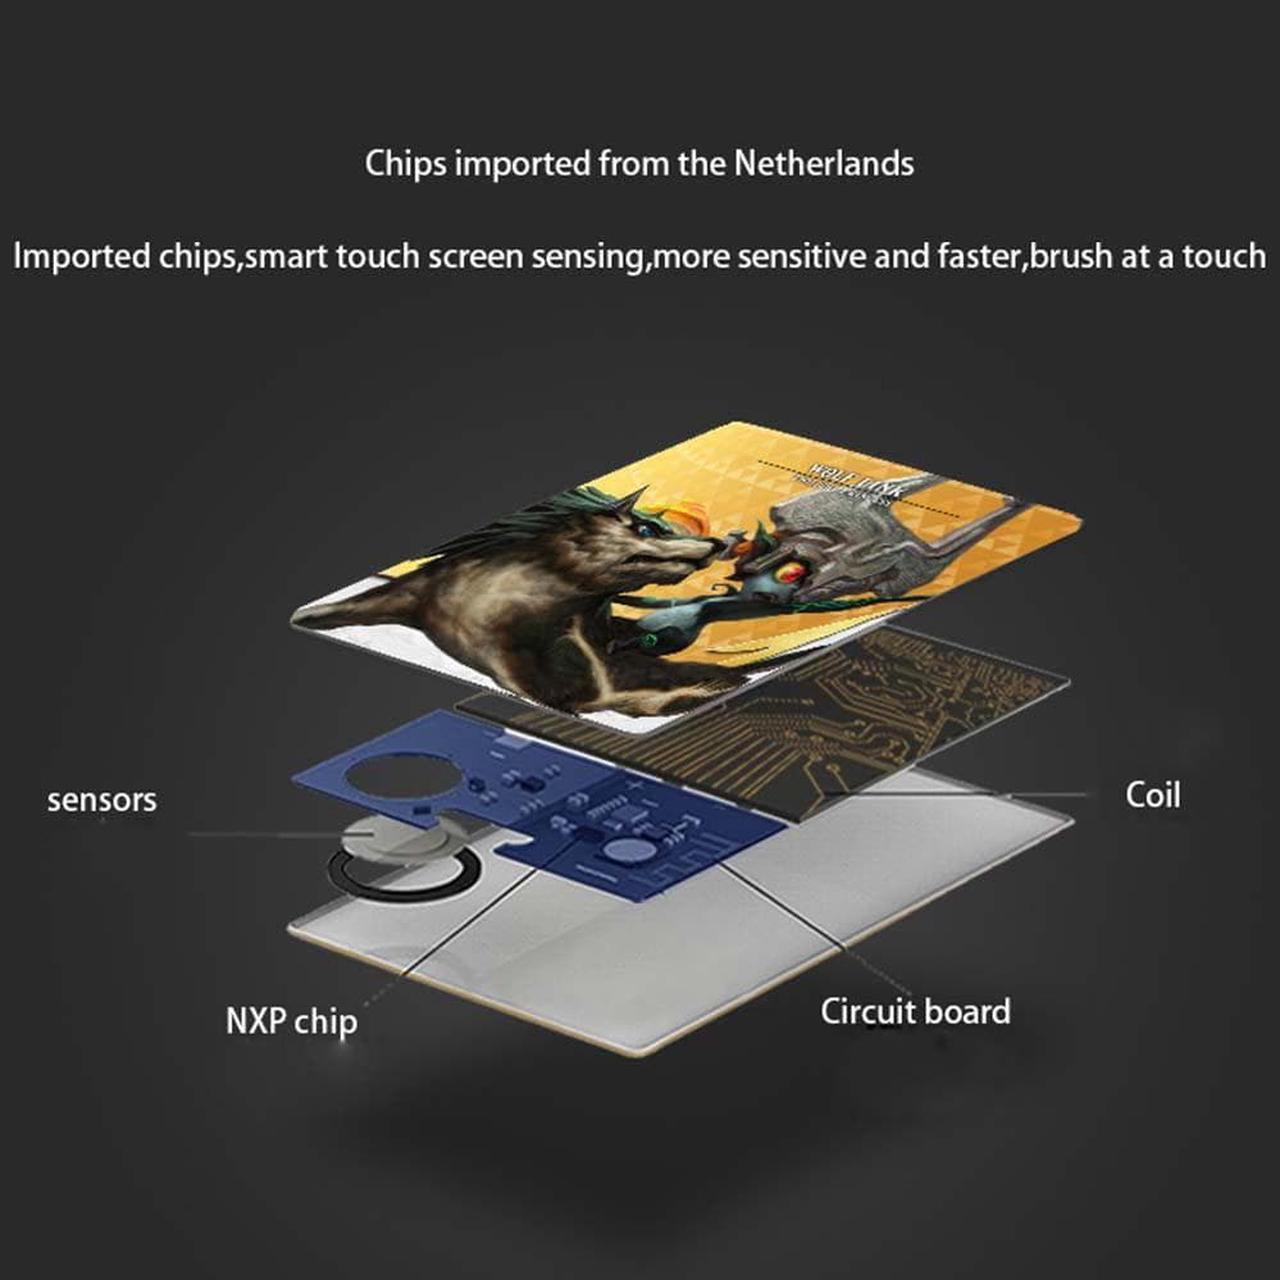 Chips imported from the Netherlands
Imported chips,smart touch screen sensing,more sensitive and faster,brush at a touch
WOLF LINK
sensors
Coil
NXP chip
Circuit board